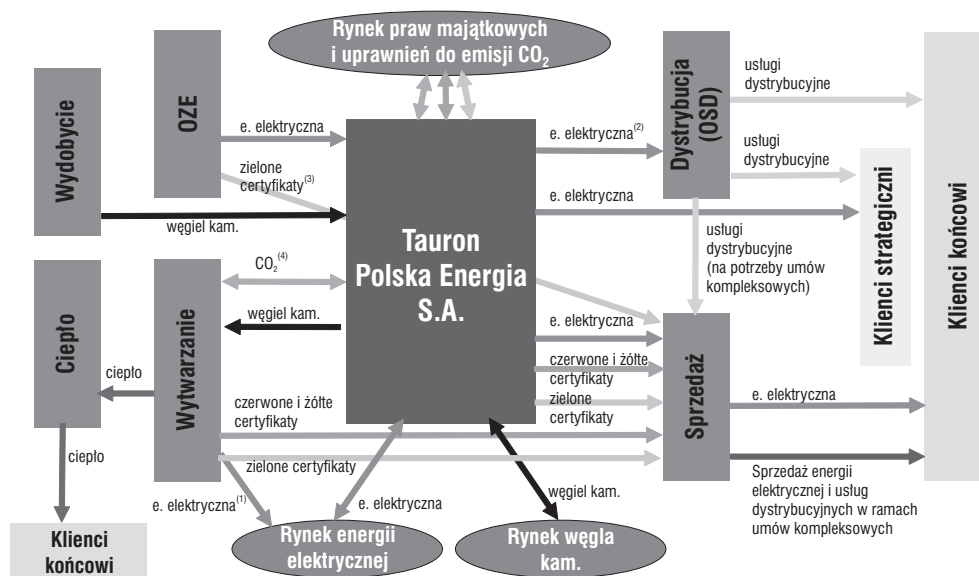 Rynek praw majątkowych
i uprawnień do emisji CO2
Wydobycie
OZE
e. elektryczna
zielone
certyfikaty(3)
węgiel kam.
Tauron
Polska Energia
S.A.
e. elektryczna(2)
e. elektryczna
Dystrybucja
(OSD)
usługi
dystrybucyjne
usługi
dystrybucyjne
usługi
dystrybucyjne
(na potrzeby umów
kompleksowych)
Klienci strategiczni
Klienci końcowi
Ciepło
ciepło
Wytwarzanie
CO2(4)
węgiel kam.
e. elektryczna
czerwone i żółte
certyfikaty
zielone
certyfikaty
Sprzedaż
e. elektryczna
czerwone i żółte
certyfikaty
zielone certyfikaty
ciepło
e. elektryczna(1)
e. elektryczna
węgiel kam.
Sprzedaż energii
elektrycznej i usług
dystrybucyjnych w ramach
umów kompleksowych
Klienci
końcowi
Rynek energii
elektrycznej
Rynek węgla
kam.